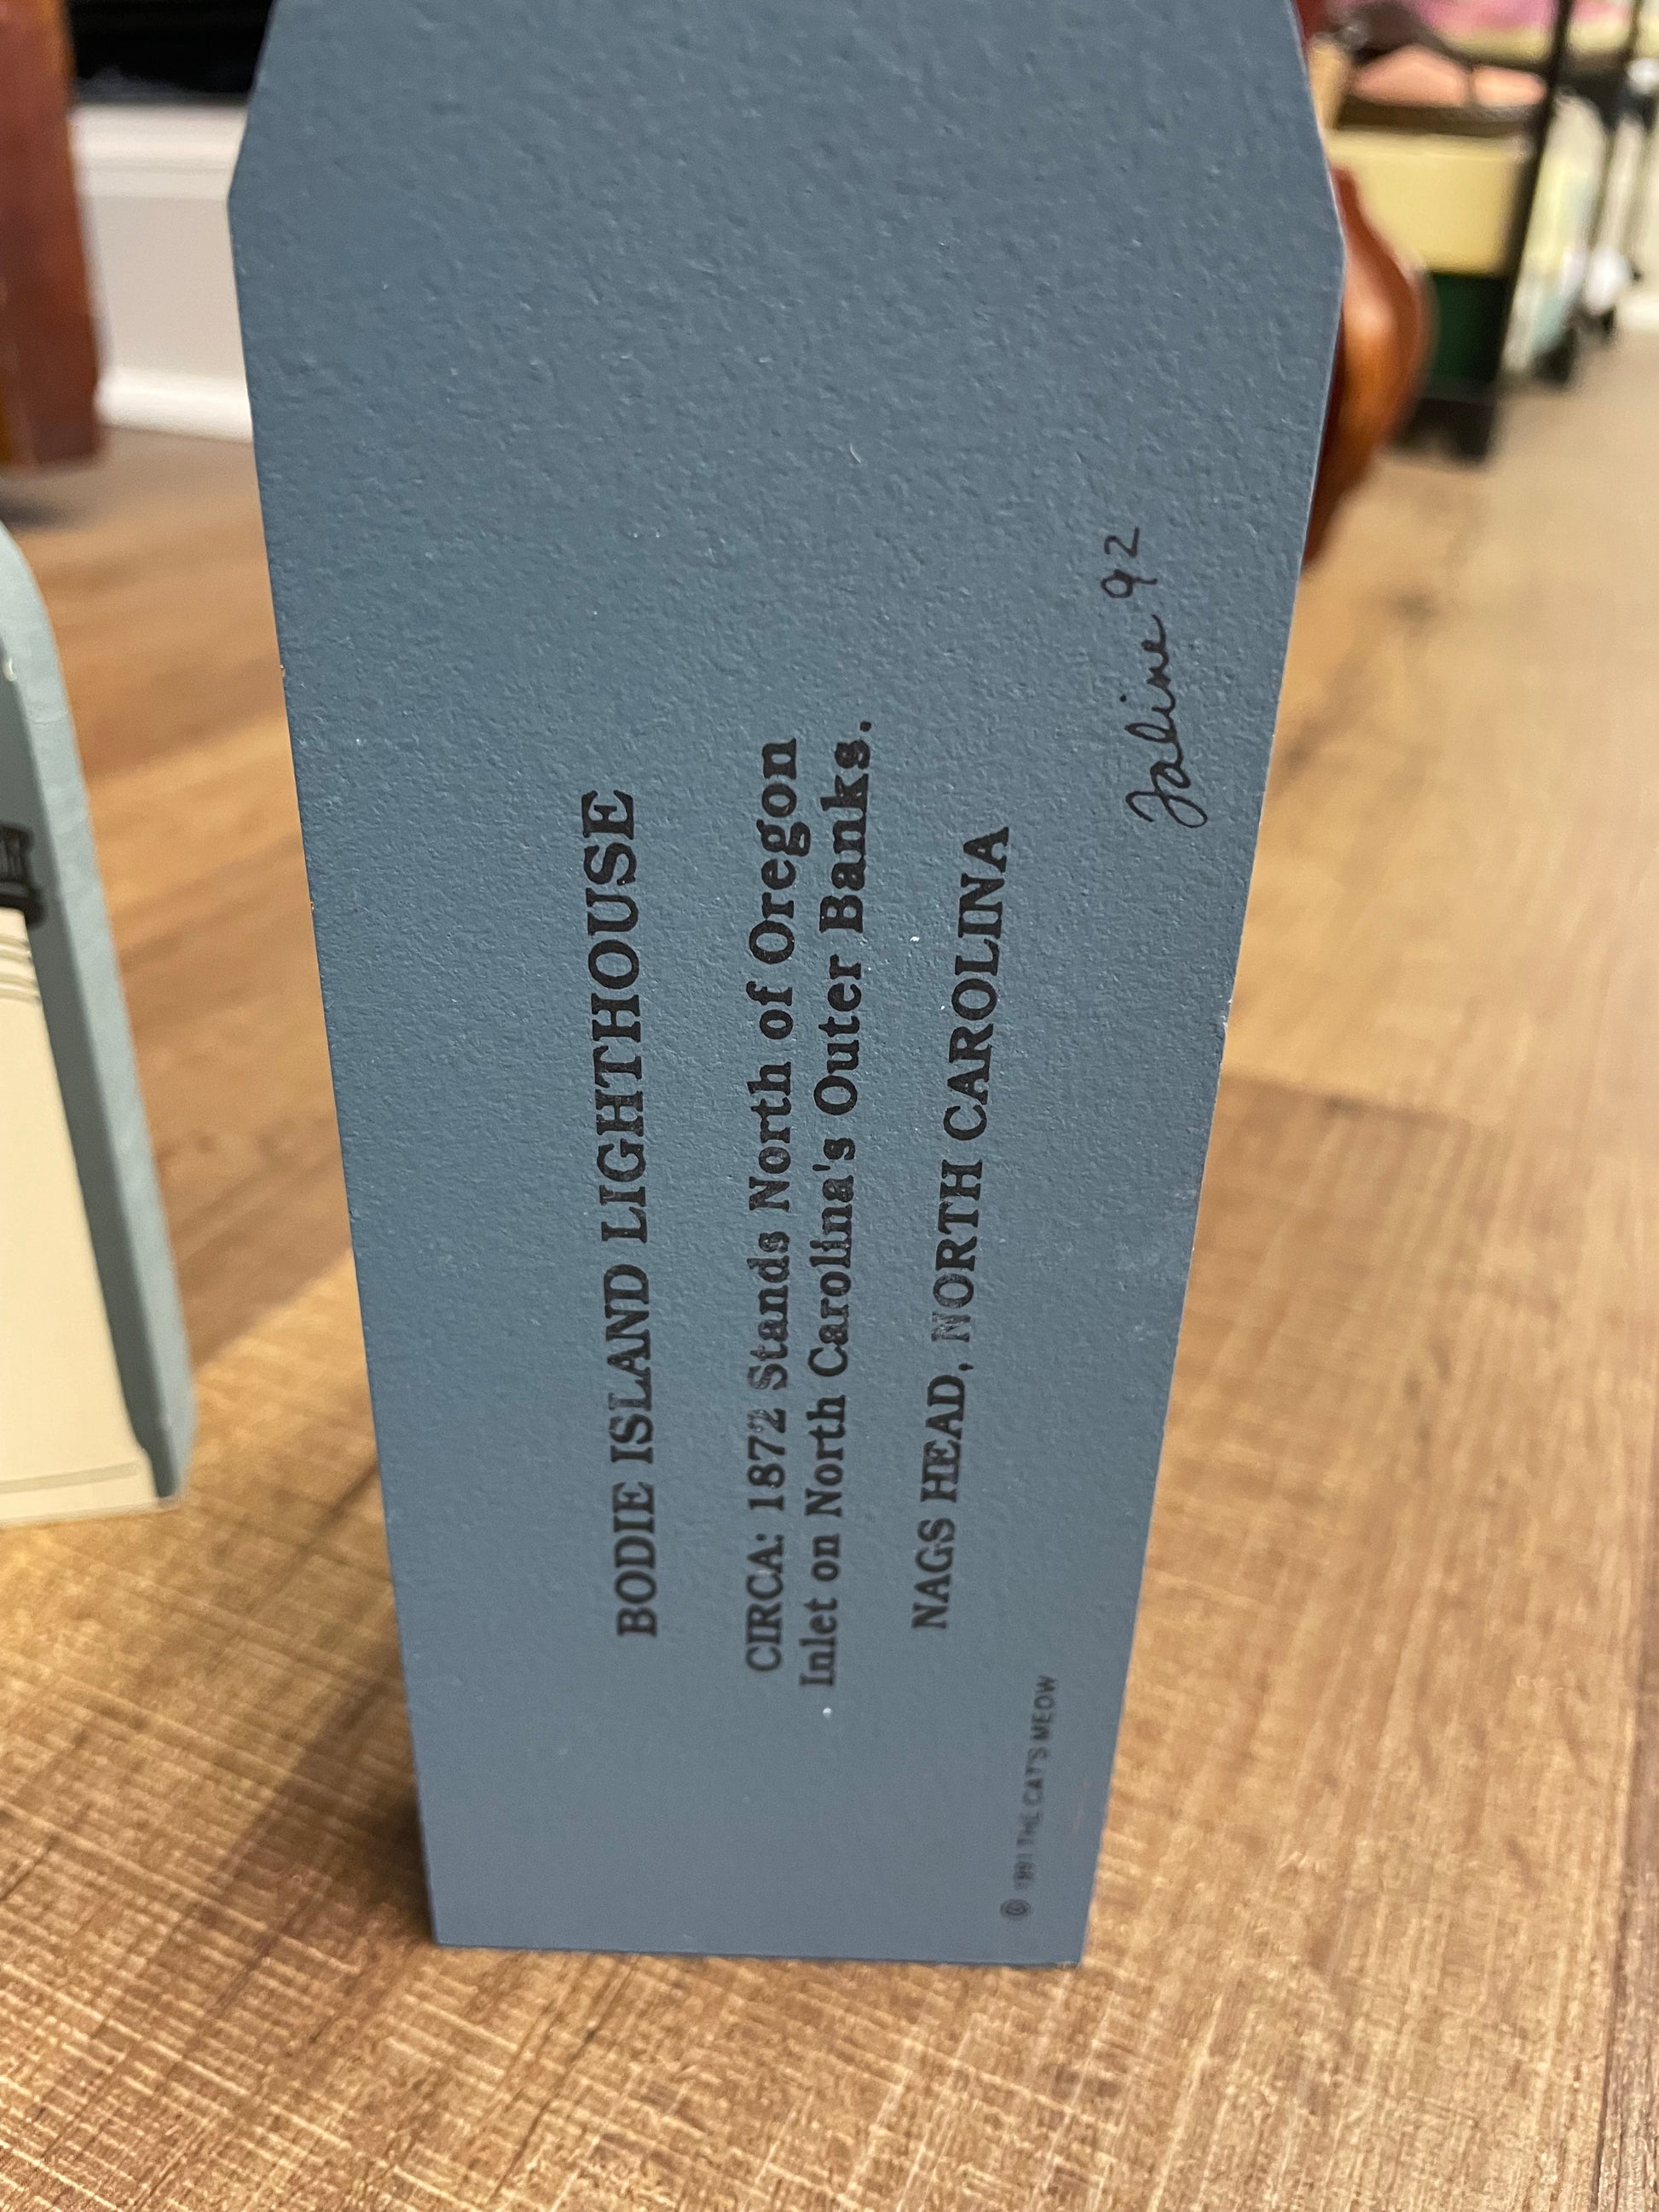 BODIE ISLAND LIGHTHOUSE
CIRCA: 1872 Stands North of Oregon
Inlet on North Carolina's Outer Banks.
NAGS HEAD, NORTH CAROLINA
Jaline 92
© 1991 THE CAT'S MEOW